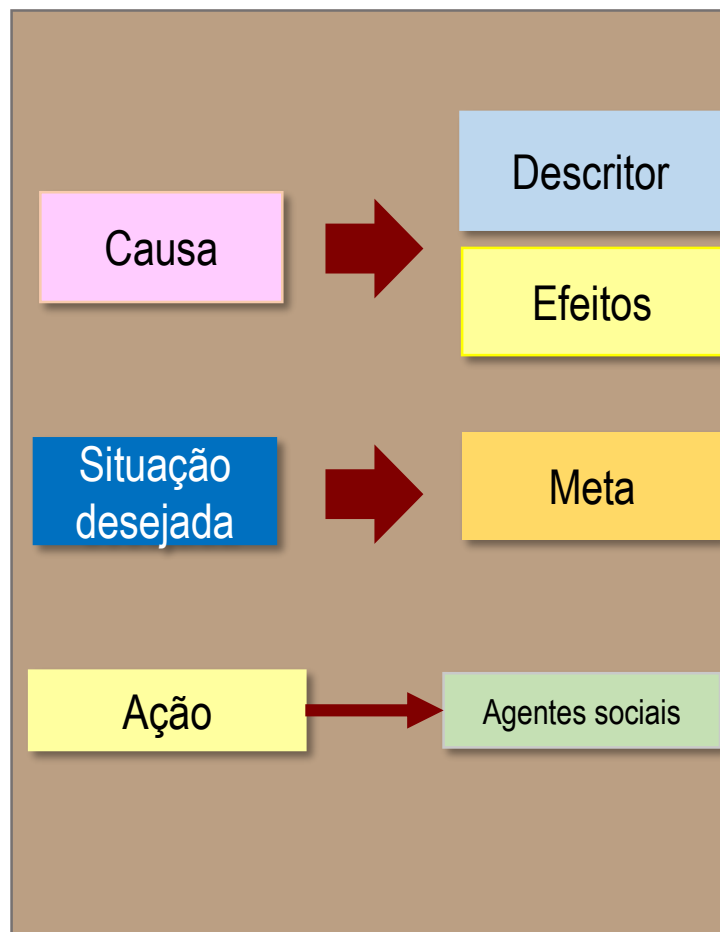 Descritor
Causa
Efeitos
Situação
desejada
Meta
Ação
Agentes sociais